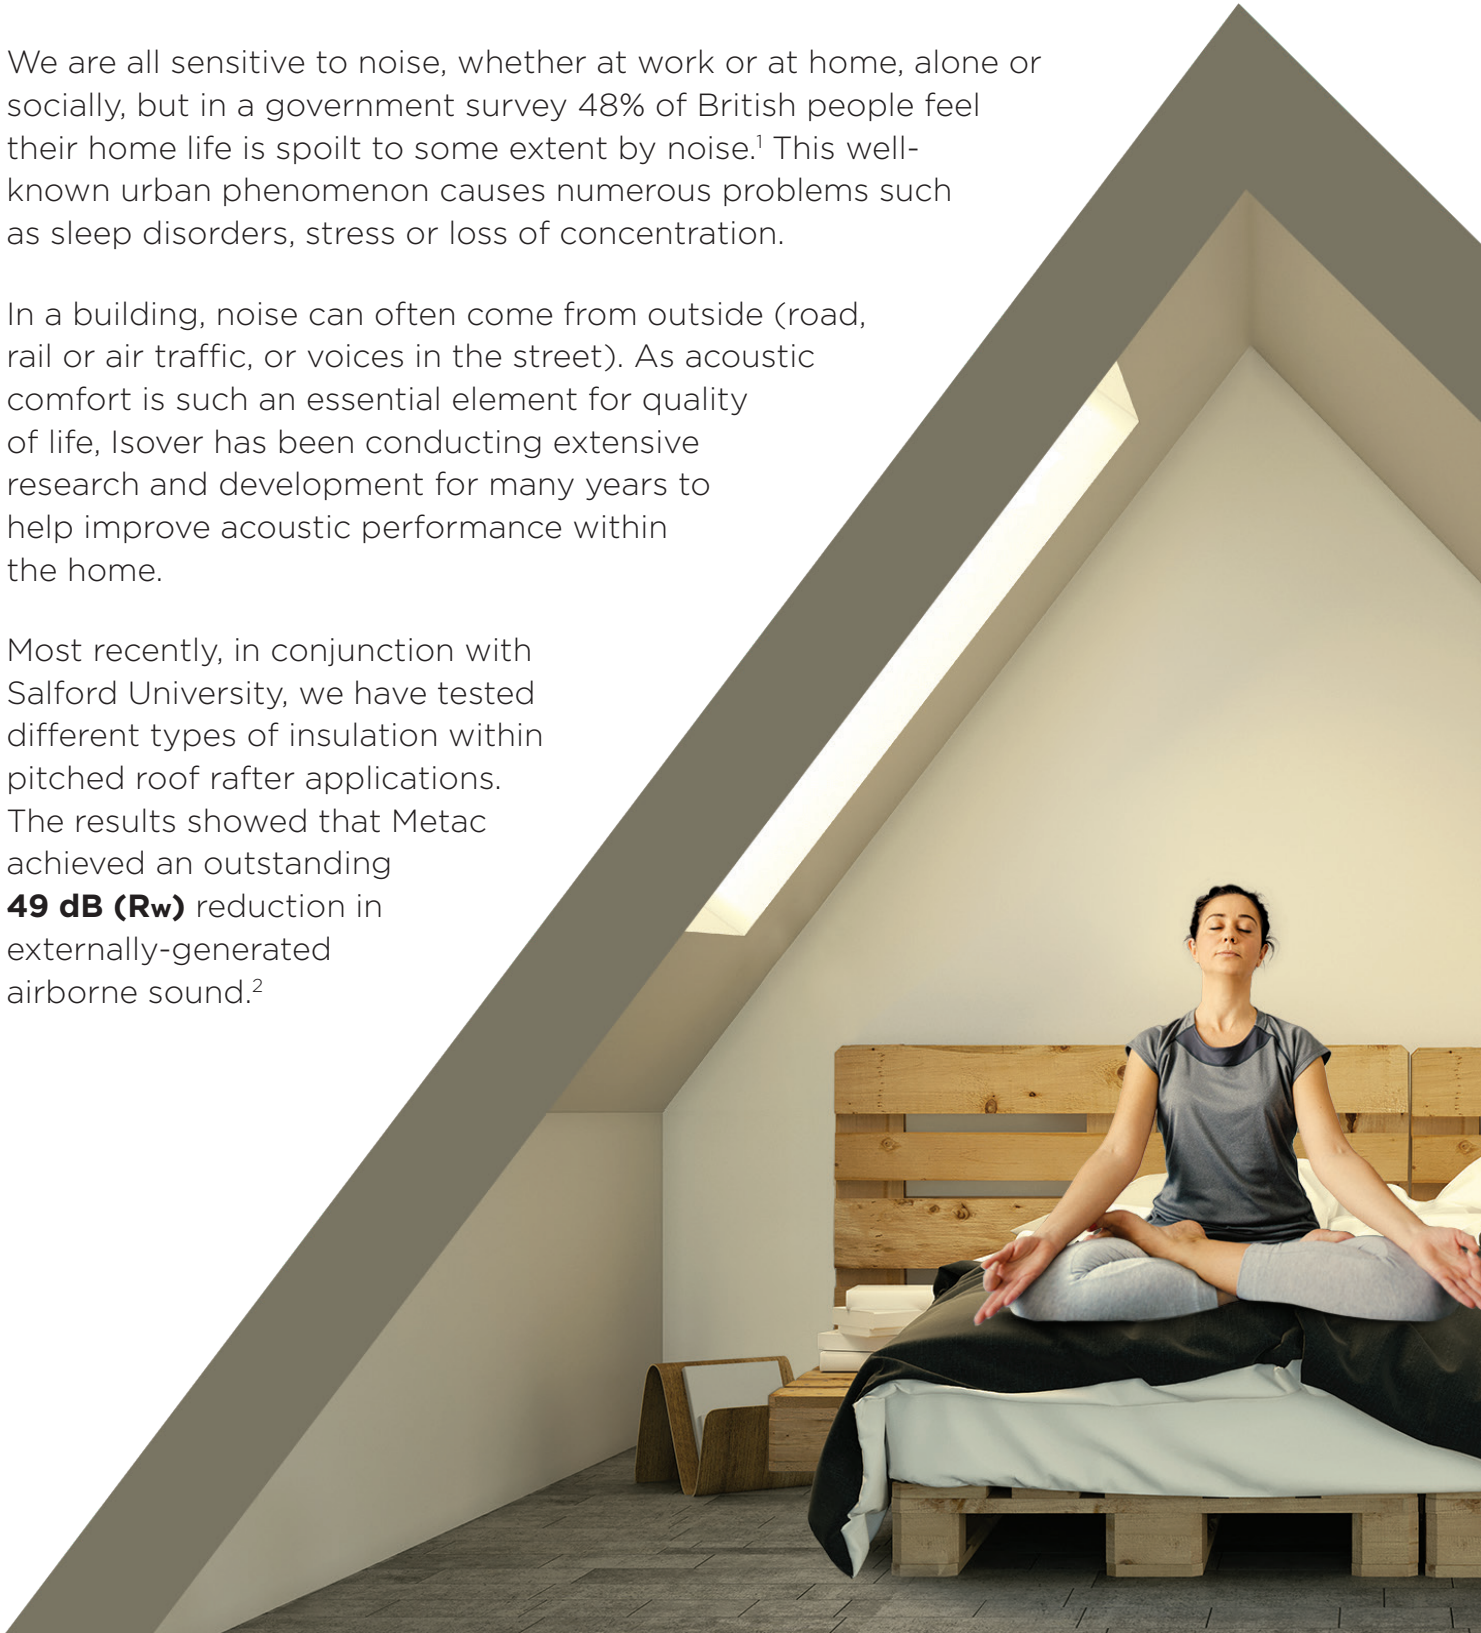 We are all sensitive to noise, whether at work or at home, alone or
socially, but in a government survey 48% of British people feel
their home life is spoilt to some extent by noise.¹ This well-
known urban phenomenon causes numerous problems such
as sleep disorders, stress or loss of concentration.
In a building, noise can often come from outside (road,
rail or air traffic, or voices in the street). As acoustic
comfort is such an essential element for quality
of life, Isover has been conducting extensive
research and development for many years to
help improve acoustic performance within
the home.
Most recently, in conjunction with
Salford University, we have tested
different types of insulation within
pitched roof rafter applications.
The results showed that Metac
achieved an outstanding
49 dB (Rw) reduction in
externally-generated
airborne sound.²